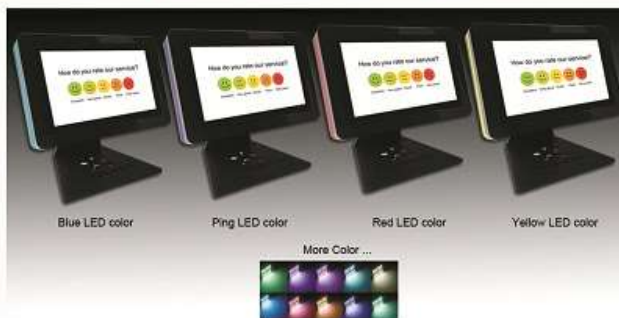 How do you rate our service?
How do you rate our service?
How do you rate our service?
How do you rate our service?
Blue LED color
Ping LED color
Red LED color
Yellow LED color
More Color ...